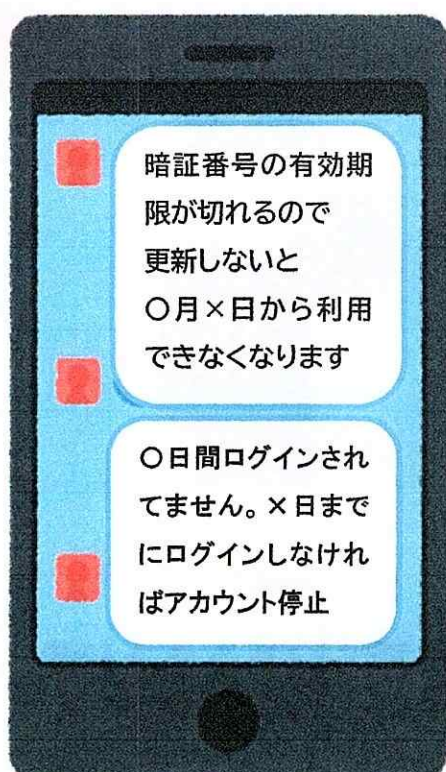 暗証番号の有効期
限が切れるので
更新しないと
〇月×日から利用
できなくなります
〇日間ログインされ
てません。×日まで
にログインしなけれ
ばアカウント停止